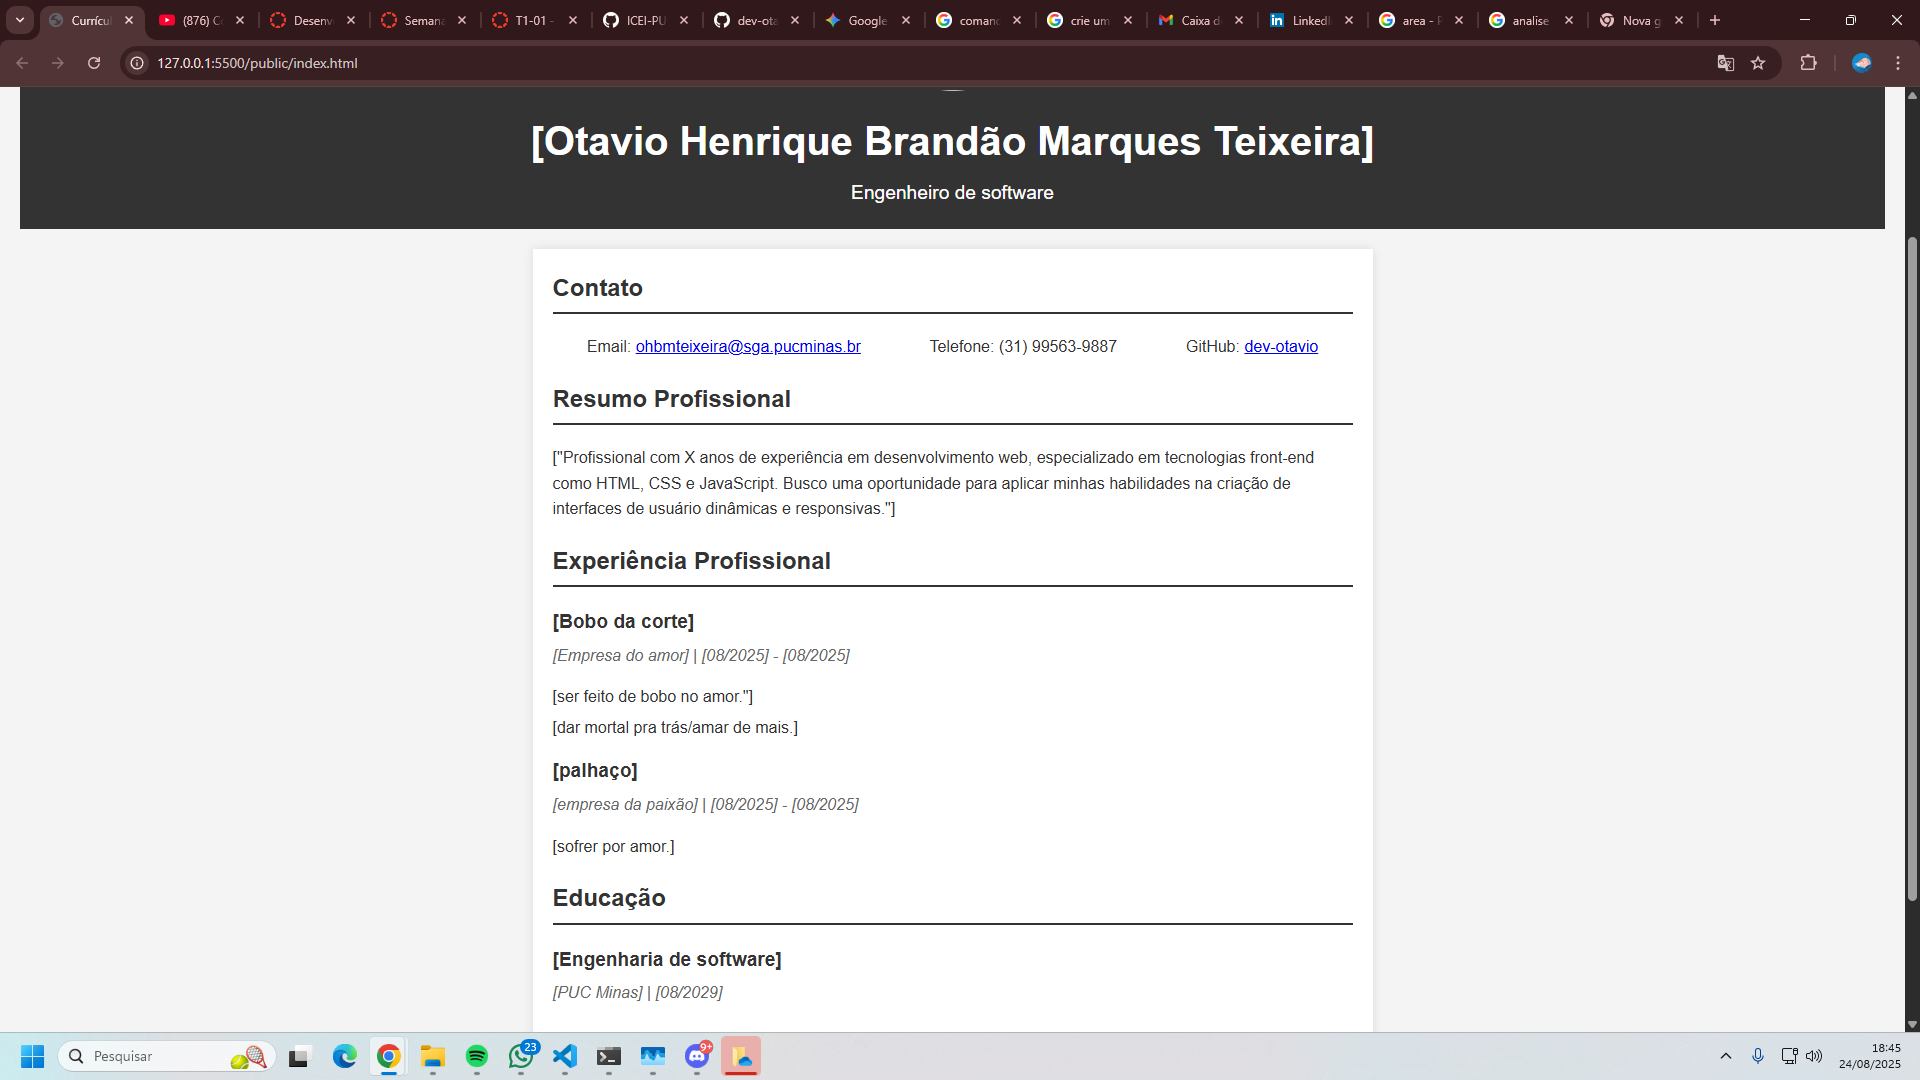 Currícul
(876) C
Desenv
Semana
T1-01 -
ICEI-PU
dev-ota
Google
comand
crie um
Caixa d
LinkedI
area - P
analise
Nova g
127.0.0.1:5500/public/index.html
[Otavio Henrique Brandão Marques Teixeira]
Engenheiro de software
Contato
Email: ohbmteixeira@sga.pucminas.br Telefone: (31) 99563-9887 GitHub: dev-otavio
Resumo Profissional
["Profissional com X anos de experiência em desenvolvimento web, especializado em tecnologias front-end
como HTML, CSS e JavaScript. Busco uma oportunidade para aplicar minhas habilidades na criação de
interfaces de usuário dinâmicas e responsivas."]
Experiência Profissional
[Bobo da corte]
[Empresa do amor] | [08/2025] - [08/2025]
[ser feito de bobo no amor."]
[dar mortal pra trás/amar de mais.]
[palhaço]
[empresa da paixão] | [08/2025] - [08/2025]
[sofrer por amor.]
Educação
[Engenharia de software]
[PUC Minas] | [08/2029]
Pesquisar
23
9+
18:45
24/08/2025